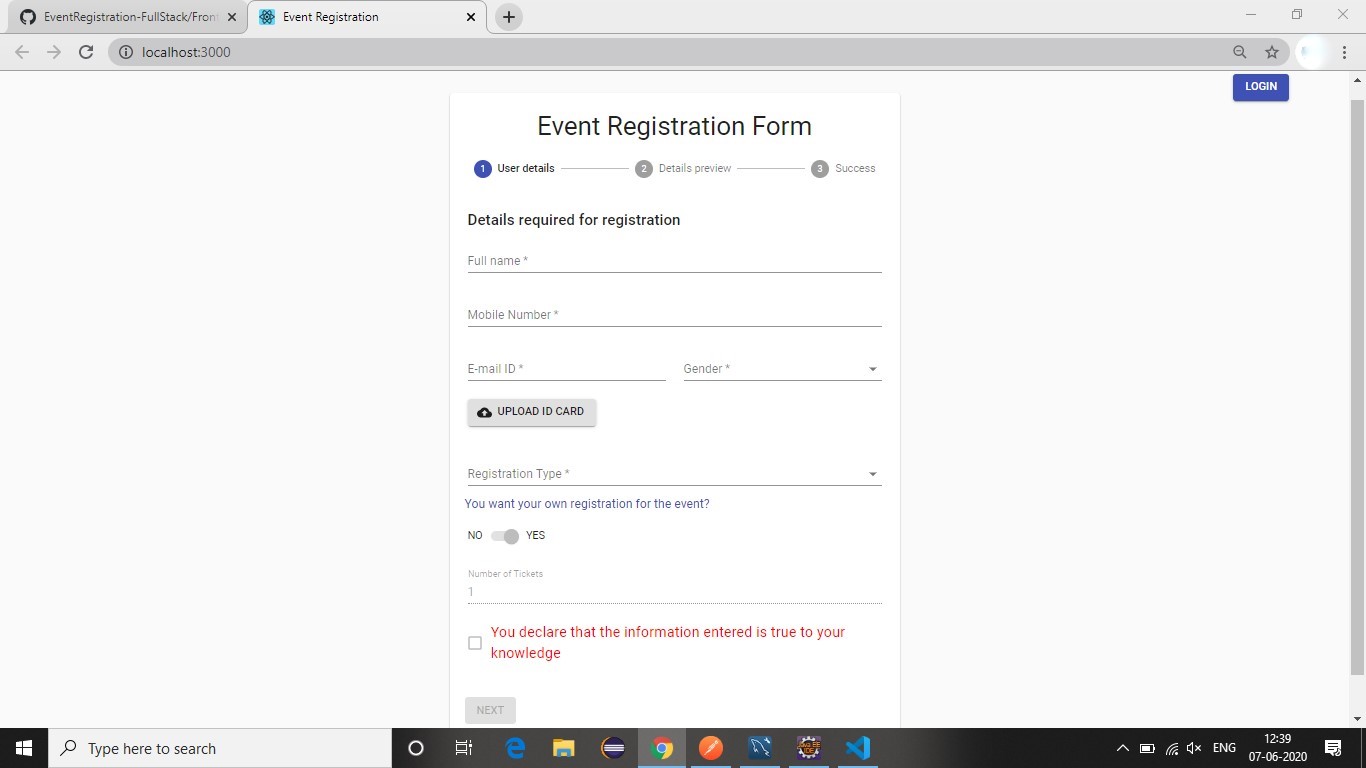 EventRegistration-FullStack/Front
Event Registration
localhost:3000
LOGIN
Event Registration Form
1 User details 2 Details preview 3 Success
Details required for registration
Full name *
Mobile Number *
E-mail ID * Gender *
UPLOAD ID CARD
Registration Type *
You want your own registration for the event?
NO YES
Number of Tickets
1
You declare that the information entered is true to your
knowledge
NEXT
Type here to search
ENG
12:39
07-06-2020